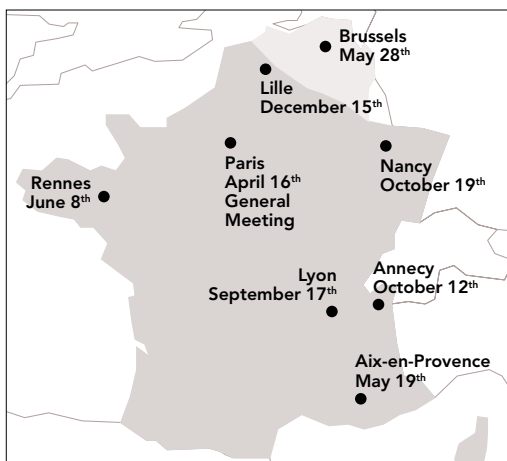 Brussels
May 28th
Lille
December 15th
Paris
April 16th
General
Meeting
Nancy
October 19th
Rennes
June 8th
Lyon
September 17th
Annecy
October 12th
Aix-en-Provence
May 19th